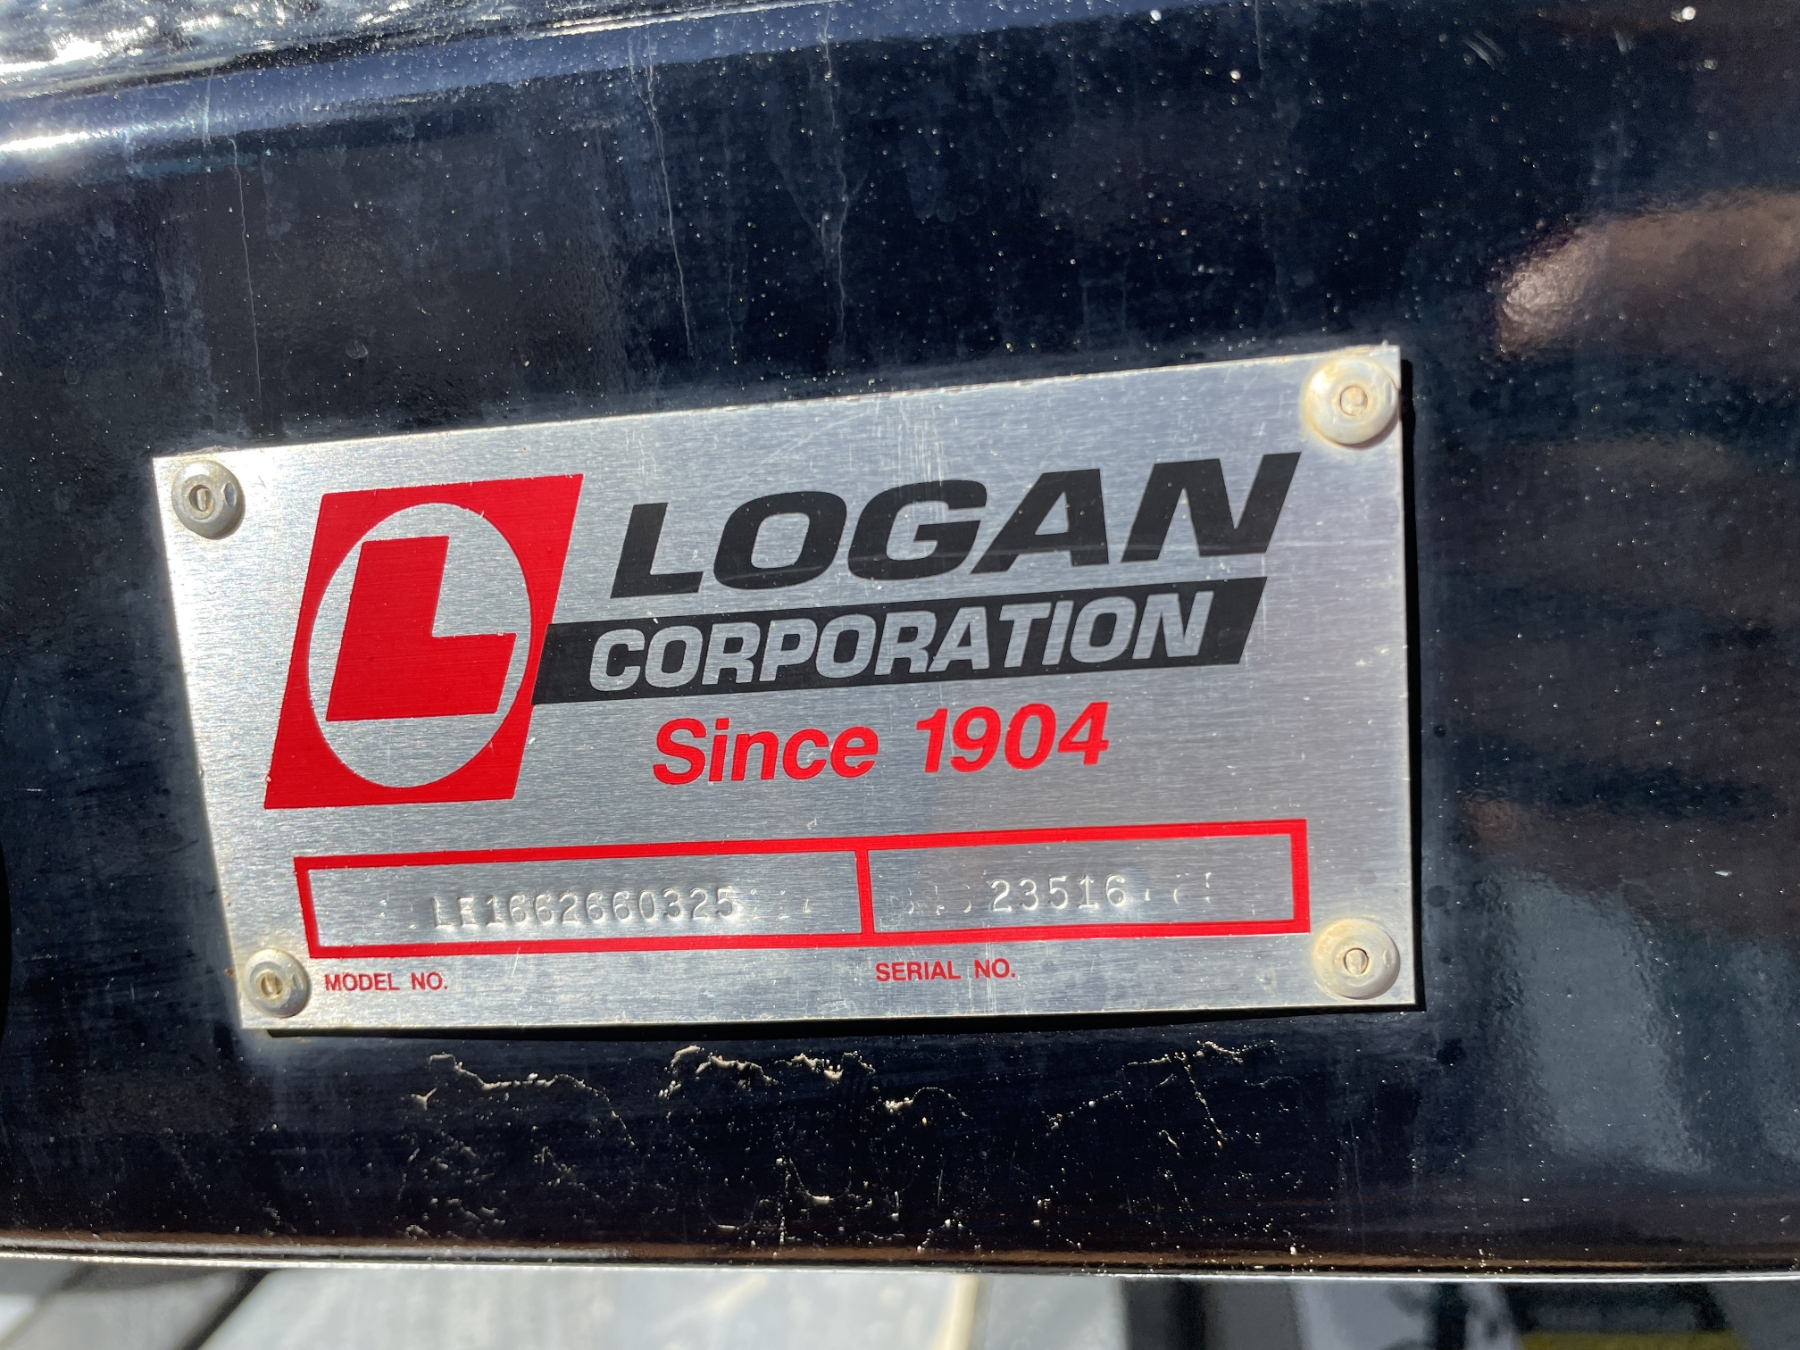 L
LOGAN
CORPORATION
Since 1904
LE1662660325
23516
MODEL NO.
SERIAL NO.